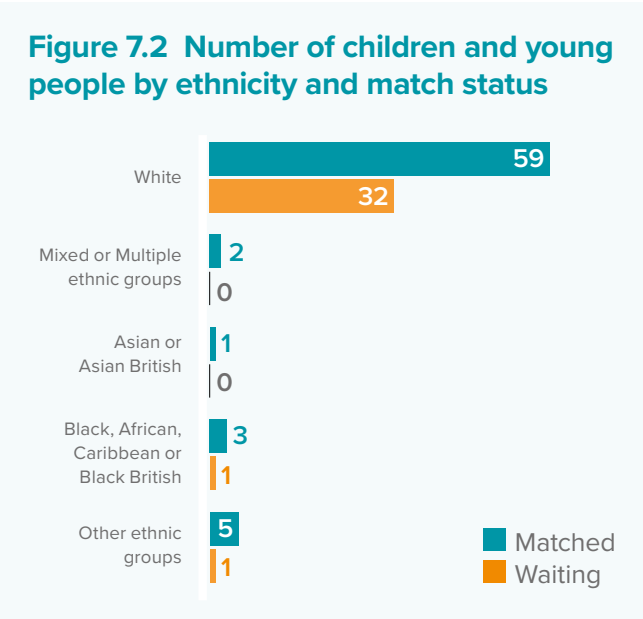 Figure 7.2 Number of children and young
people by ethnicity and match status
White
59
32
Mixed or Multiple
ethnic groups
2
0
Asian or
Asian British
1
0
Black, African,
Caribbean or
Black British
3
1
Other ethnic
groups
5
1
Matched
Waiting